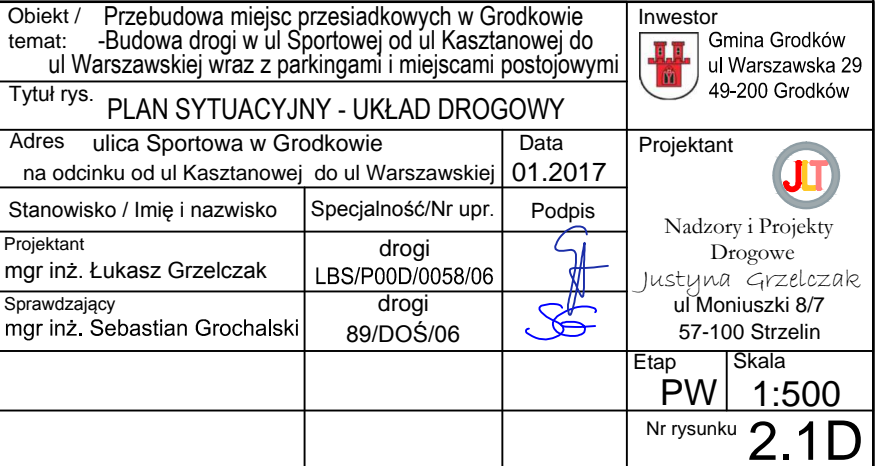 Obiekt / Przebudowa miejsc przesiadkowych w Grodkowie
temat: -Budowa drogi w ul Sportowej od ul Kasztanowej do
ul Warszawskiej wraz z parkingami i miejscami postojowymi
Inwestor
Gmina Grodków
ul Warszawska 29
49-200 Grodków
Tytuł rys.
PLAN SYTUACYJNY - UKŁAD DROGOWY
Adres ulica Sportowa w Grodkowie
na odcinku od ul Kasztanowej do ul Warszawskiej
Data
01.2017
Projektant
JLT
Nadzory i Projekty
Drogowe
Justyna Grzelczak
ul Moniuszki 8/7
57-100 Strzelin
Stanowisko / Imię i nazwisko
Specjalność/Nr upr.
Podpis
Projektant
mgr inż. Łukasz Grzelczak
drogi
LBS/P00D/0058/06
Sprawdzający
mgr inż. Sebastian Grochalski
drogi
89/DOŚ/06
Etap
PW
Skala
1:500
Nr rysunku 2.1D